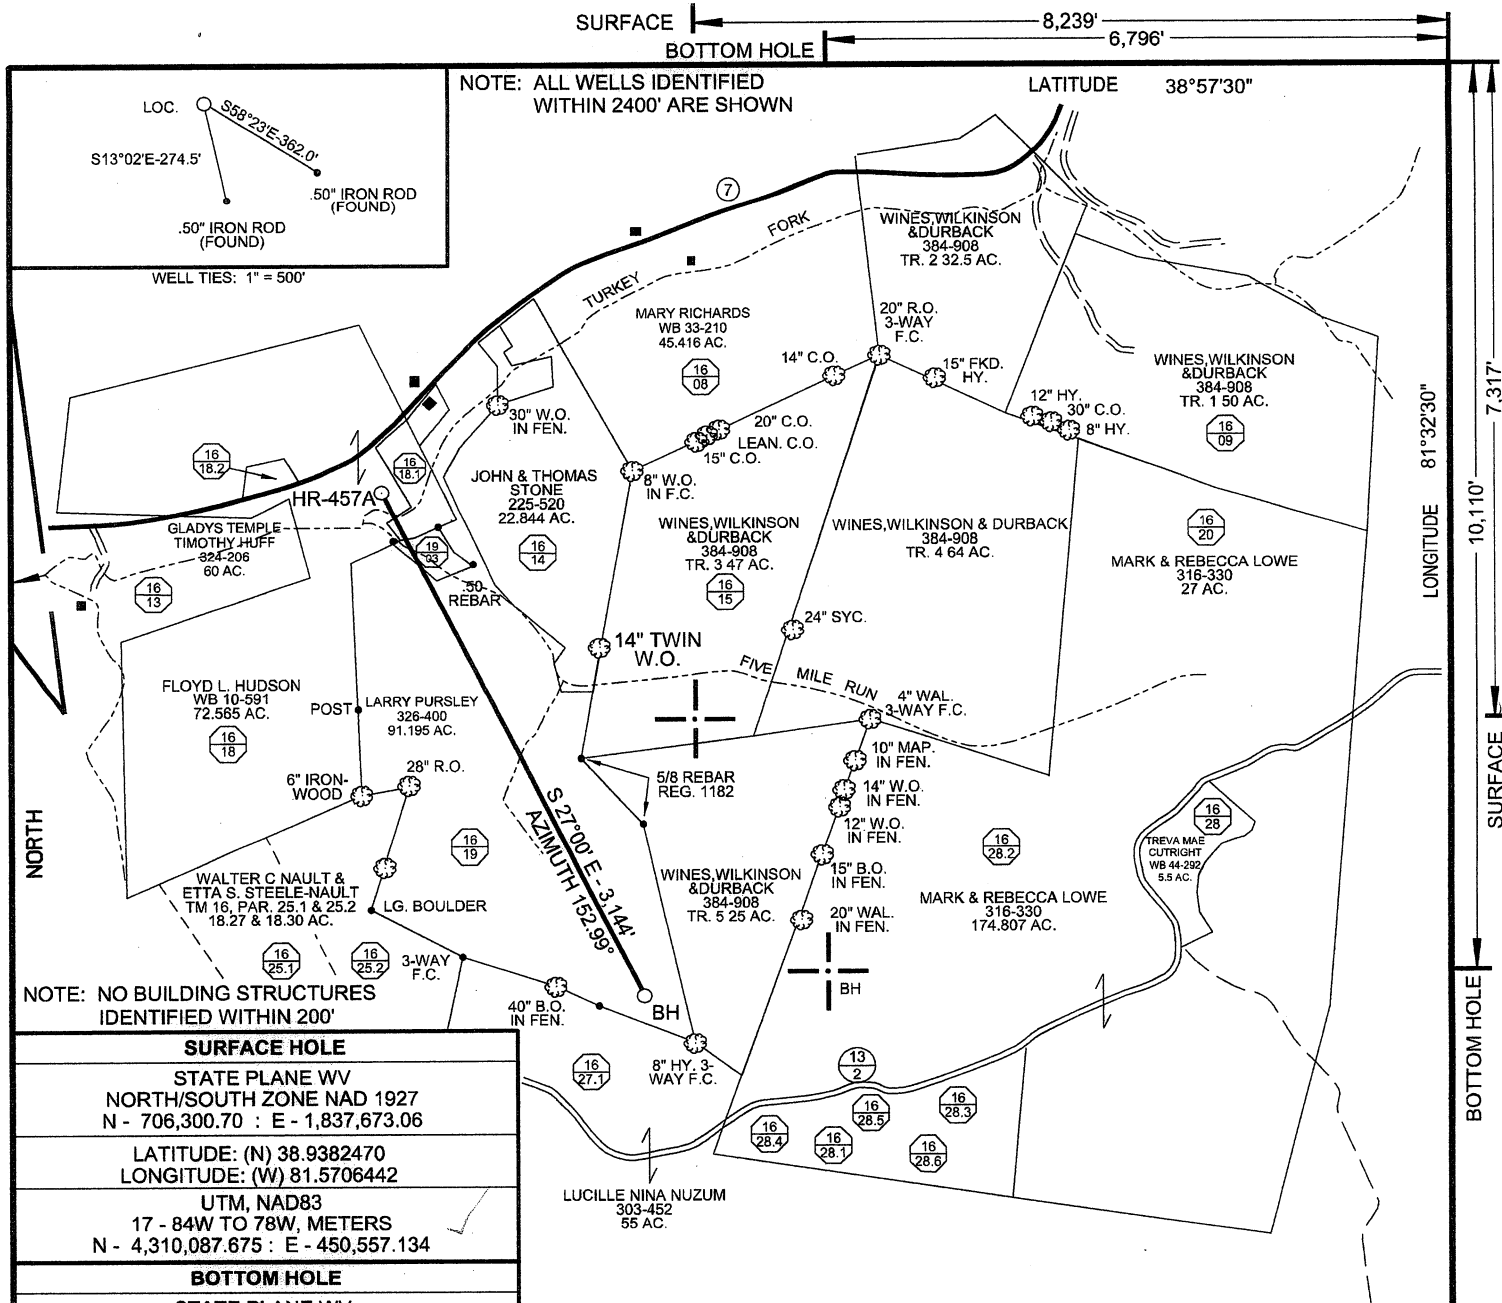 SURFACE
8,239'
BOTTOM HOLE
6,796'
NOTE: ALL WELLS IDENTIFIED
WITHIN 2400' ARE SHOWN
LATITUDE 38°57'30"
LOC.
S58°23'E-362.0'
S13°02'E-274.5'
.50" IRON ROD
(FOUND)
.50" IRON ROD
(FOUND)
WELL TIES: 1" = 500'
7
TURKEY FORK
WINES,WILKINSON
&DURBACK
384-908
TR. 2 32.5 AC.
MARY RICHARDS
WB 33-210
45.416 AC.
16
08
20" R.O.
3-WAY
F.C.
14" C.O.
15" FKD.
HY.
WINES,WILKINSON
&DURBACK
384-908
TR. 1 50 AC.
16
09
12" HY.
30" C.O.
8" HY.
20" C.O.
LEAN. C.O.
15" C.O.
30" W.O.
IN FEN.
8" W.O.
IN F.C.
16
18.2
16
18.1
HR-457A
JOHN & THOMAS
STONE
225-520
22.844 AC.
16
14
GLADYS TEMPLE
TIMOTHY HUFF
324-206
60 AC.
16
13
19
03
.50
REBAR
WINES,WILKINSON
&DURBACK
384-908
TR. 3 47 AC.
16
15
WINES,WILKINSON & DURBACK
384-908
TR. 4 64 AC.
16
20
MARK & REBECCA LOWE
316-330
27 AC.
LONGITUDE 81°32'30"
7,317'
10,110'
SURFACE
BOTTOM HOLE
24" SYC.
14" TWIN
W.O.
FIVE MILE RUN
4" WAL.
3-WAY F.C.
FLOYD L. HUDSON
WB 10-591
72.565 AC.
16
18
POST
LARRY PURSLEY
326-400
91.195 AC.
10" MAP.
IN FEN.
14" W.O.
IN FEN.
12" W.O.
IN FEN.
15" B.O.
IN FEN.
20" WAL.
IN FEN.
5/8 REBAR
REG. 1182
6" IRON-
WOOD
28" R.O.
S 27°00' E - 3,144'
AZIMUTH 152.99°
16
19
16
28
TREVA MAE
CUTRIGHT
WB 44-292
5.5 AC.
16
28.2
MARK & REBECCA LOWE
316-330
174.807 AC.
NORTH
WALTER C NAULT &
ETTA S. STEELE-NAULT
TM 16, PAR. 25.1 & 25.2
18.27 & 18.30 AC.
LG. BOULDER
WINES,WILKINSON
&DURBACK
384-908
TR. 5 25 AC.
16
25.1
16
25.2
3-WAY
F.C.
BH
BH
40" B.O.
IN FEN.
NOTE: NO BUILDING STRUCTURES
IDENTIFIED WITHIN 200'
16
27.1
8" HY. 3-
WAY F.C.
13
2
16
28.4
16
28.1
16
28.5
16
28.6
16
28.3
LUCILLE NINA NUZUM
303-452
55 AC.
SURFACE HOLE
STATE PLANE WV
NORTH/SOUTH ZONE NAD 1927
N - 706,300.70 : E - 1,837,673.06
LATITUDE: (N) 38.9382470
LONGITUDE: (W) 81.5706442
UTM, NAD83
17 - 84W TO 78W, METERS
N - 4,310,087.675 : E - 450,557.134
BOTTOM HOLE
STATE PLANE WV